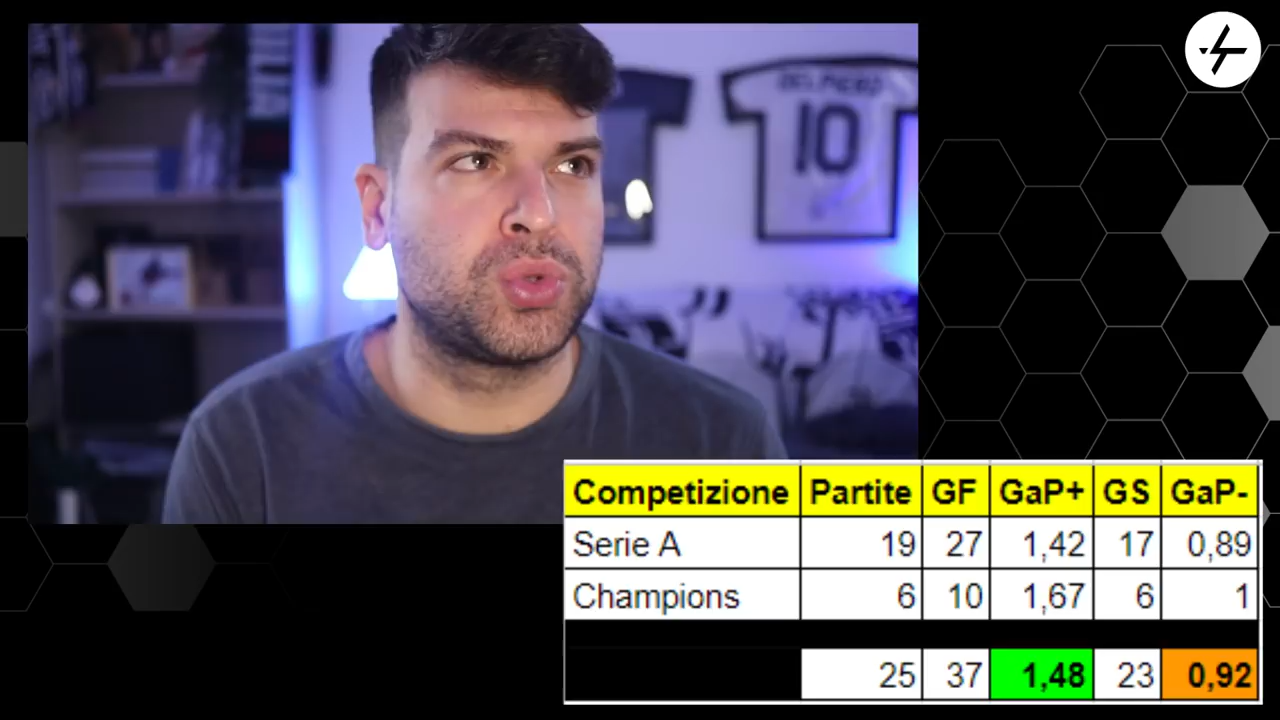 DEL PIERO
10
Competizione Partite GF GaP+ GS GaP-
Serie A 19 27 1,42 17 0,89
Champions 6 10 1,67 6 1
25 37 1,48 23 0,92